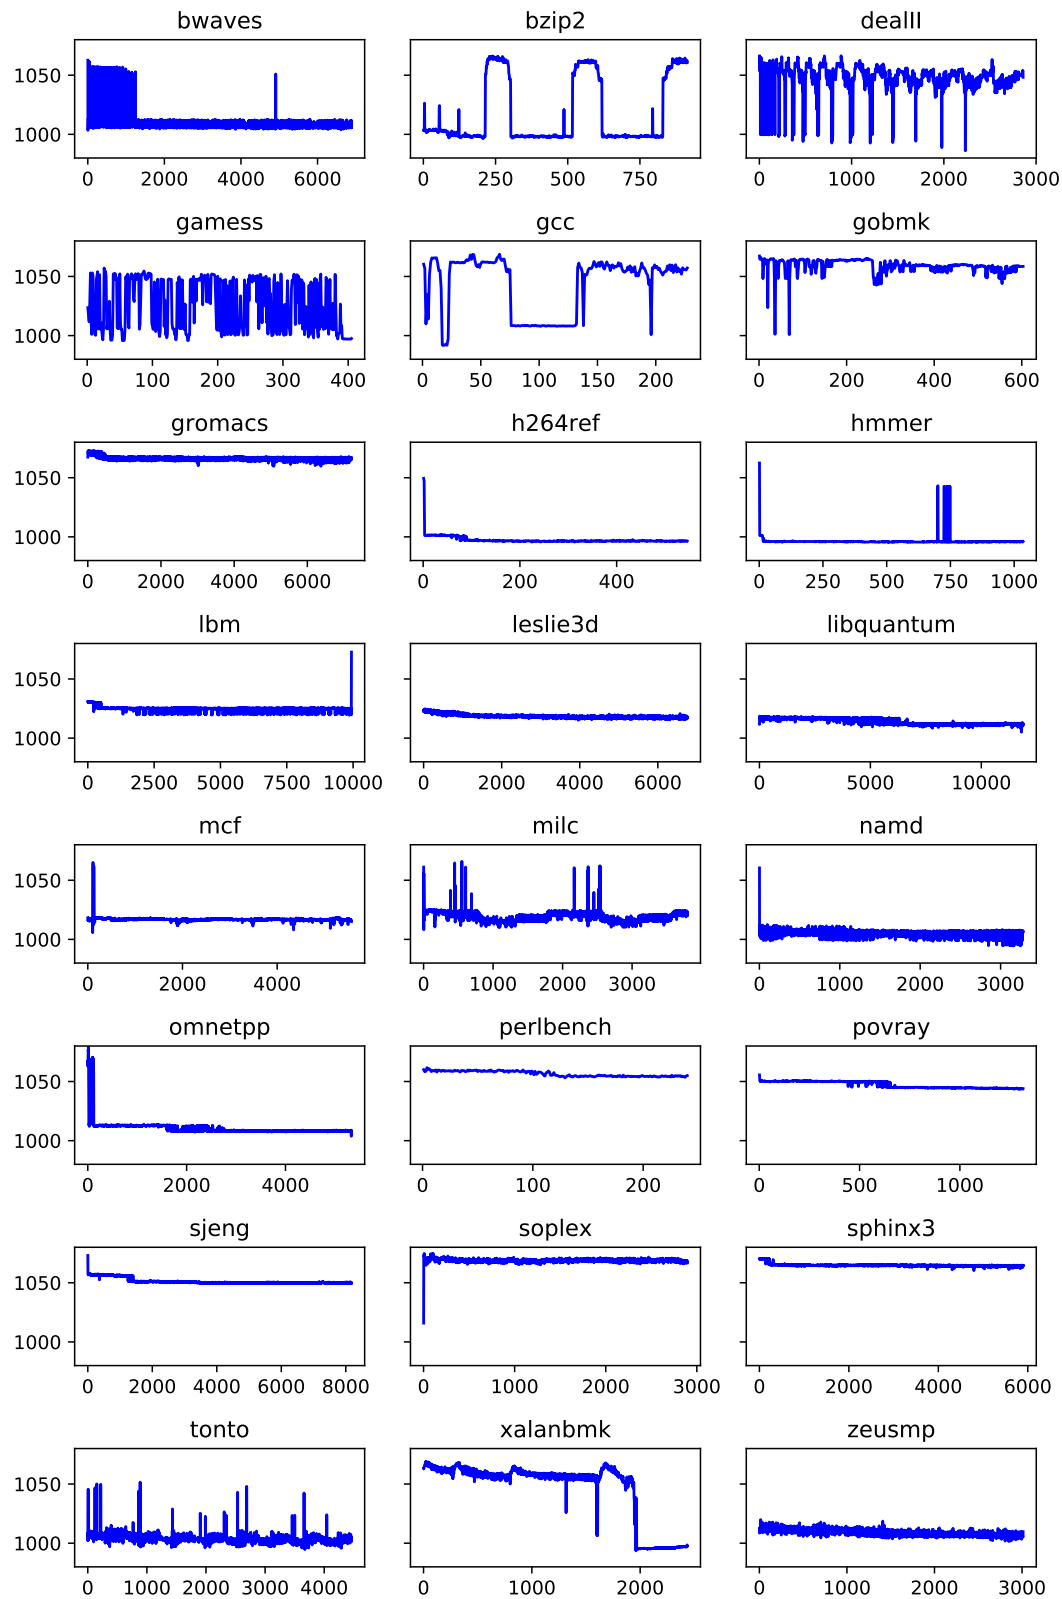 bwaves bzip2 dealII
1050
1000
0 2000 4000 6000 0 250 500 750 0 1000 2000 3000
gamess gcc gobmk
1050
1000
0 100 200 300 400 0 50 100 150 200 0 200 400 600
gromacs h264ref hmmer
1050
1000
0 2000 4000 6000 0 200 400 0 250 500 750 1000
lbm leslie3d libquantum
1050
1000
0 2500 5000 7500 10000 0 2000 4000 6000 0 5000 10000
mcf milc namd
1050
1000
0 2000 4000 0 1000 2000 3000 0 1000 2000 3000
omnetpp perlbench povray
1050
1000
0 2000 4000 0 100 200 0 500 1000
sjeng soplex sphinx3
1050
1000
0 2000 4000 6000 8000 0 1000 2000 3000 0 2000 4000 6000
tonto xalanbmk zeusmp
1050
1000
0 1000 2000 3000 4000 0 1000 2000 0 1000 2000 3000